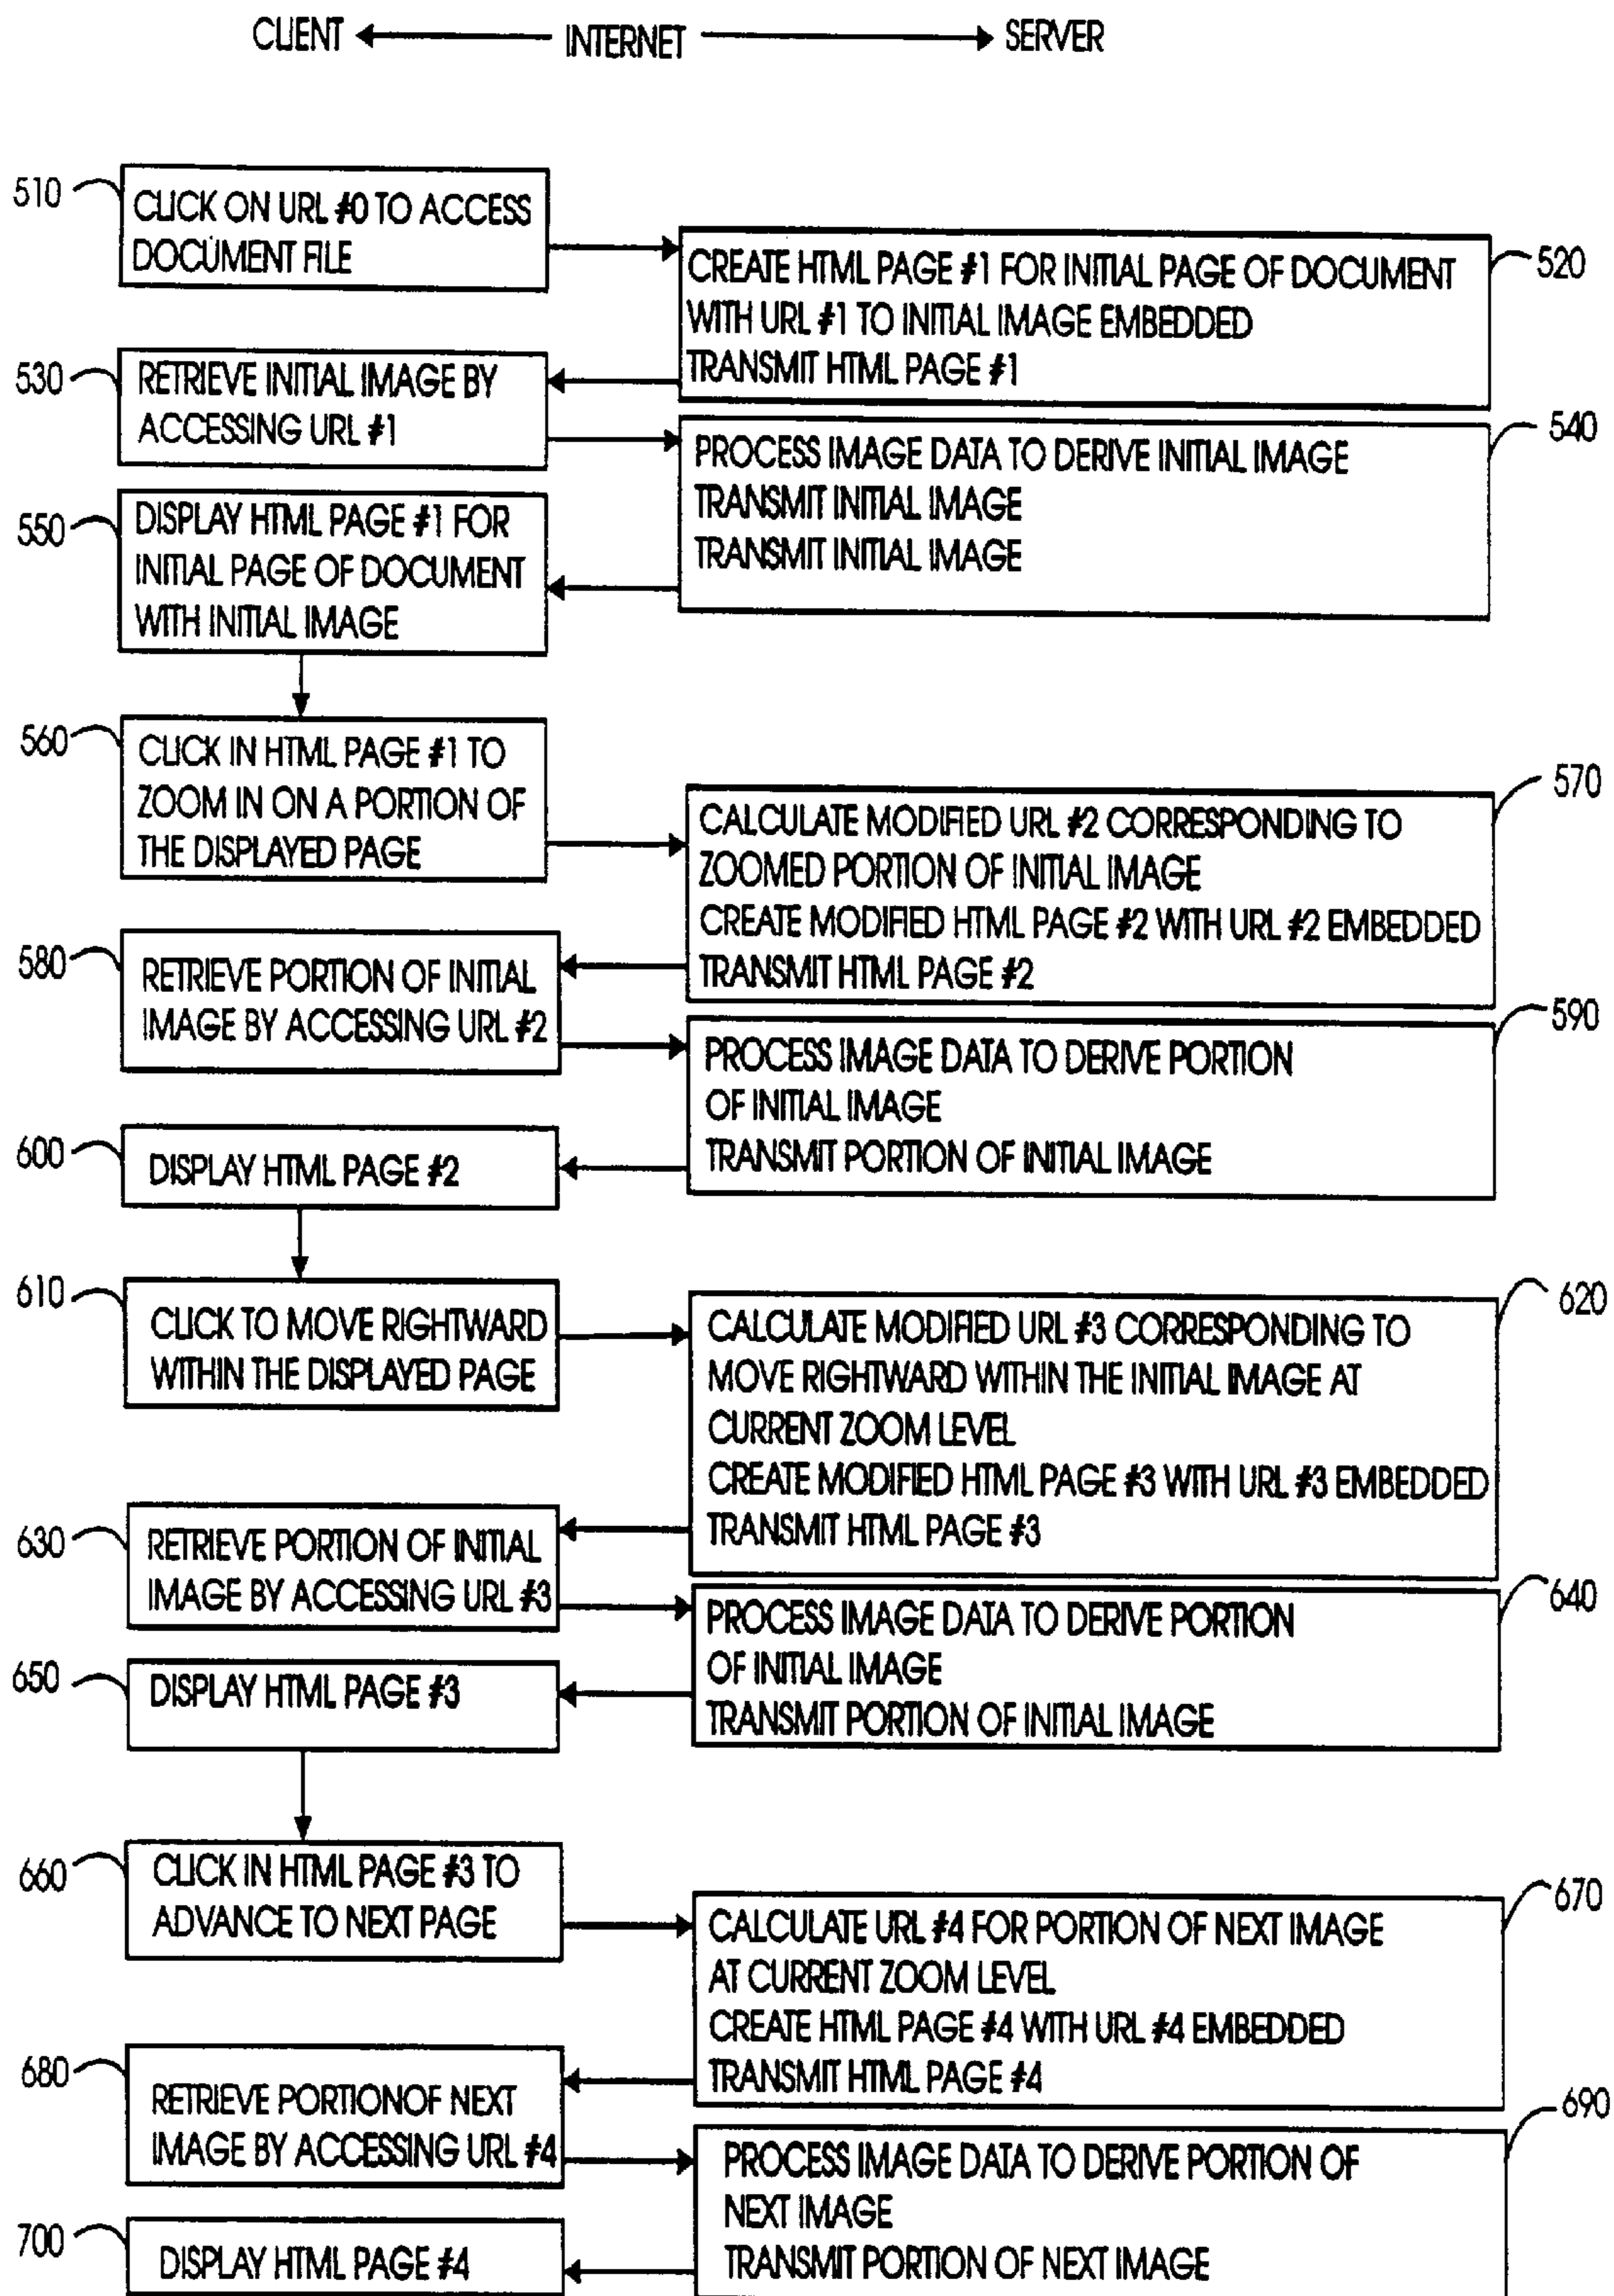 CLIENT INTERNET SERVER
510
CLICK ON URL #0 TO ACCESS
DOCUMENT FILE
520
CREATE HTML PAGE #1 FOR INITIAL PAGE OF DOCUMENT
WITH URL #1 TO INITIAL IMAGE EMBEDDED
TRANSMIT HTML PAGE #1
530
RETRIEVE INITIAL IMAGE BY
ACCESSING URL #1
540
PROCESS IMAGE DATA TO DERIVE INITIAL IMAGE
TRANSMIT INITIAL IMAGE
TRANSMIT INITIAL IMAGE
550
DISPLAY HTML PAGE #1 FOR
INITIAL PAGE OF DOCUMENT
WITH INITIAL IMAGE
560
CLICK IN HTML PAGE #1 TO
ZOOM IN ON A PORTION OF
THE DISPLAYED PAGE
570
CALCULATE MODIFIED URL #2 CORRESPONDING TO
ZOOMED PORTION OF INITIAL IMAGE
CREATE MODIFIED HTML PAGE #2 WITH URL #2 EMBEDDED
TRANSMIT HTML PAGE #2
580
RETRIEVE PORTION OF INITIAL
IMAGE BY ACCESSING URL #2
590
PROCESS IMAGE DATA TO DERIVE PORTION
OF INITIAL IMAGE
TRANSMIT PORTION OF INITIAL IMAGE
600
DISPLAY HTML PAGE #2
610
CLICK TO MOVE RIGHTWARD
WITHIN THE DISPLAYED PAGE
620
CALCULATE MODIFIED URL #3 CORRESPONDING TO
MOVE RIGHTWARD WITHIN THE INITIAL IMAGE AT
CURRENT ZOOM LEVEL
CREATE MODIFIED HTML PAGE #3 WITH URL #3 EMBEDDED
TRANSMIT HTML PAGE #3
630
RETRIEVE PORTION OF INITIAL
IMAGE BY ACCESSING URL #3
640
PROCESS IMAGE DATA TO DERIVE PORTION
OF INITIAL IMAGE
TRANSMIT PORTION OF INITIAL IMAGE
650
DISPLAY HTML PAGE #3
660
CLICK IN HTML PAGE #3 TO
ADVANCE TO NEXT PAGE
670
CALCULATE URL #4 FOR PORTION OF NEXT IMAGE
AT CURRENT ZOOM LEVEL
CREATE HTML PAGE #4 WITH URL #4 EMBEDDED
TRANSMIT HTML PAGE #4
680
RETRIEVE PORTIONOF NEXT
IMAGE BY ACCESSING URL #4
690
PROCESS IMAGE DATA TO DERIVE PORTION OF
NEXT IMAGE
TRANSMIT PORTION OF NEXT IMAGE
700
DISPLAY HTML PAGE #4